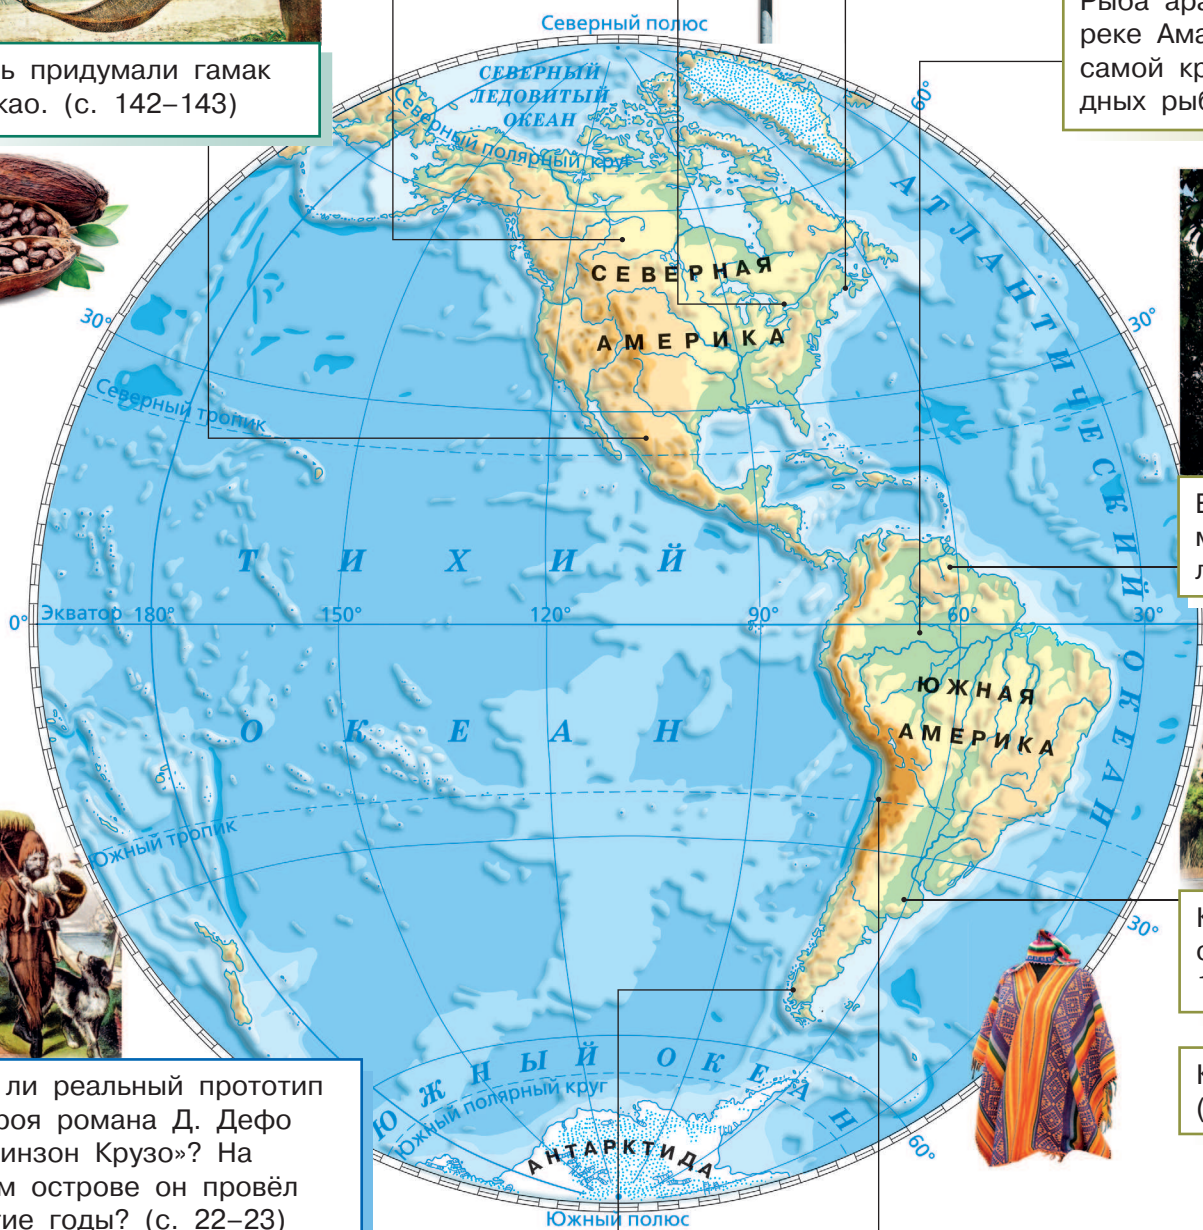 ь придумали гамак
као. (с. 142–143)
Рыба ара
реке Ама
самой кр
дных рыб
Северный полюс
СЕВЕРНЫЙ
ЛЕДОВИТЫЙ
ОКЕАН
Северный полярный круг
60°
АТЛАНТИЧЕСКИЙ ОКЕАН
СЕВЕРНАЯ
АМЕРИКА
30°
30°
Северный тропик
ТИХИЙ
ОКЕАН
0°
Экватор
180°
150°
120°
90°
60°
30°
ЮЖНАЯ
АМЕРИКА
Южный тропик
30°
ЮЖНЫЙ ОКЕАН
Южный полярный круг
60°
АНТАРКТИДА
Южный полюс
ли реальный прототип
роя романа Д. Дефо
инзон Крузо»? На
м острове он провёл
гие годы? (с. 22–23)